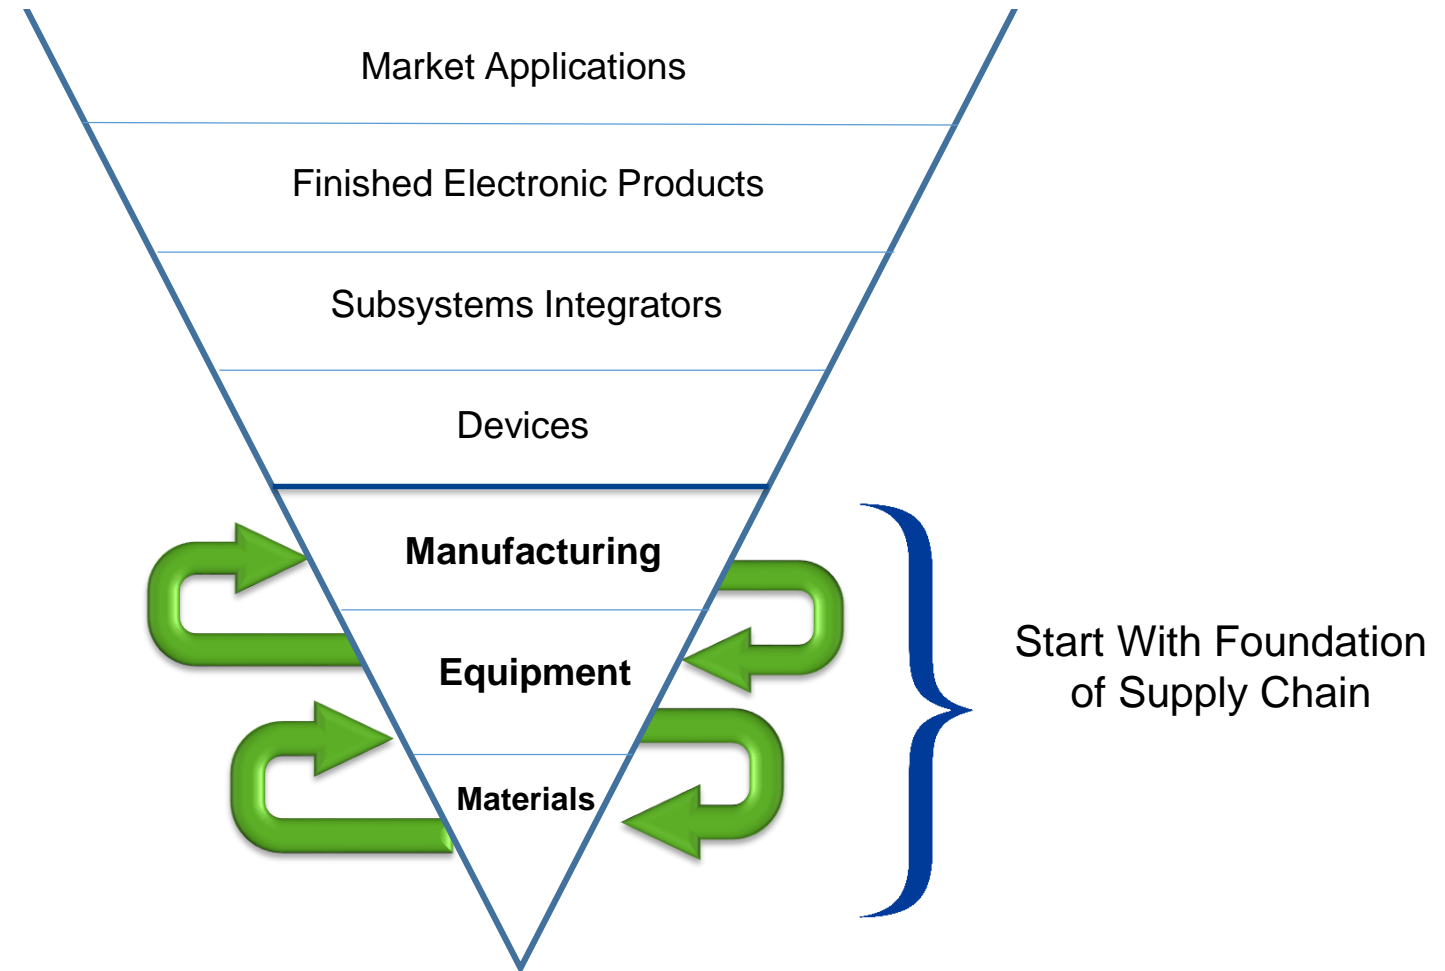 Market Applications
Finished Electronic Products
Subsystems Integrators
Devices
Manufacturing
Equipment
Materials
Start With Foundation
of Supply Chain